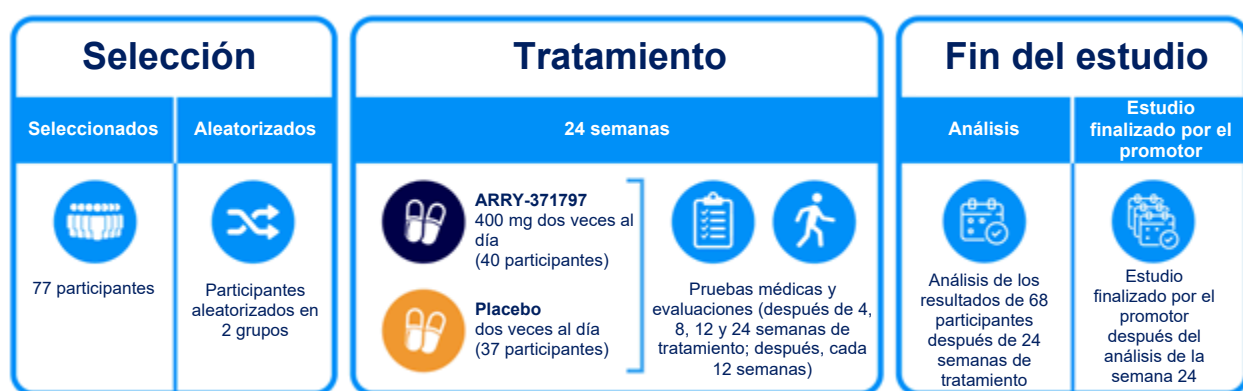 Selección
Seleccionados
Aleatorizados
77 participantes
Participantes
aleatorizados en
2 grupos
Tratamiento
24 semanas
ARRY-371797
400 mg dos veces al
día
(40 participantes)
Placebo
dos veces al día
(37 participantes)
Pruebas médicas y
evaluaciones (después de 4,
8, 12 y 24 semanas de
tratamiento; después, cada
12 semanas)
Fin del estudio
Análisis
Estudio
finalizado por el
promotor
Análisis de los
resultados de 68
participantes
después de 24
semanas de
tratamiento
Estudio
finalizado por el
promotor
después del
análisis de la
semana 24